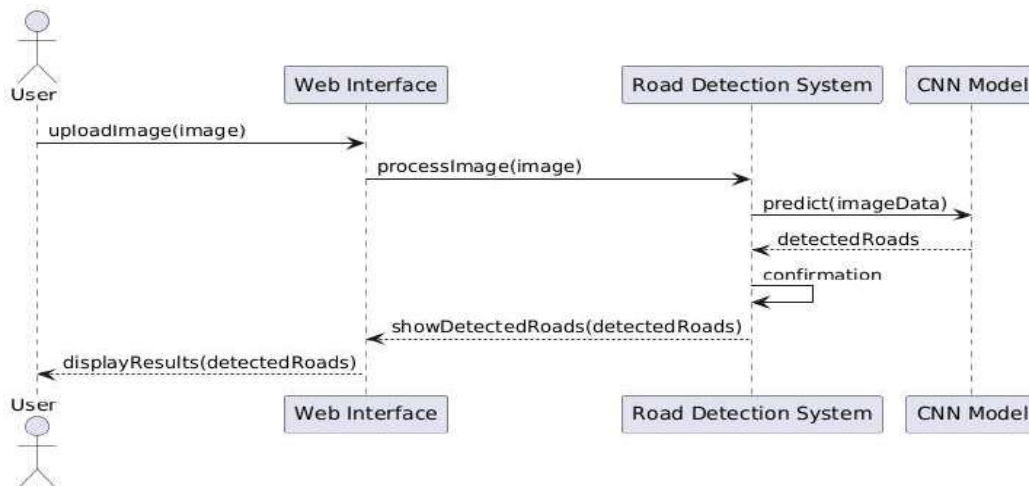 User
Web Interface
Road Detection System
CNN Model
uploadImage(image)
processImage(image)
predict(imageData)
detectedRoads
confirmation
showDetectedRoads(detectedRoads)
displayResults(detectedRoads)
User
Web Interface
Road Detection System
CNN Model